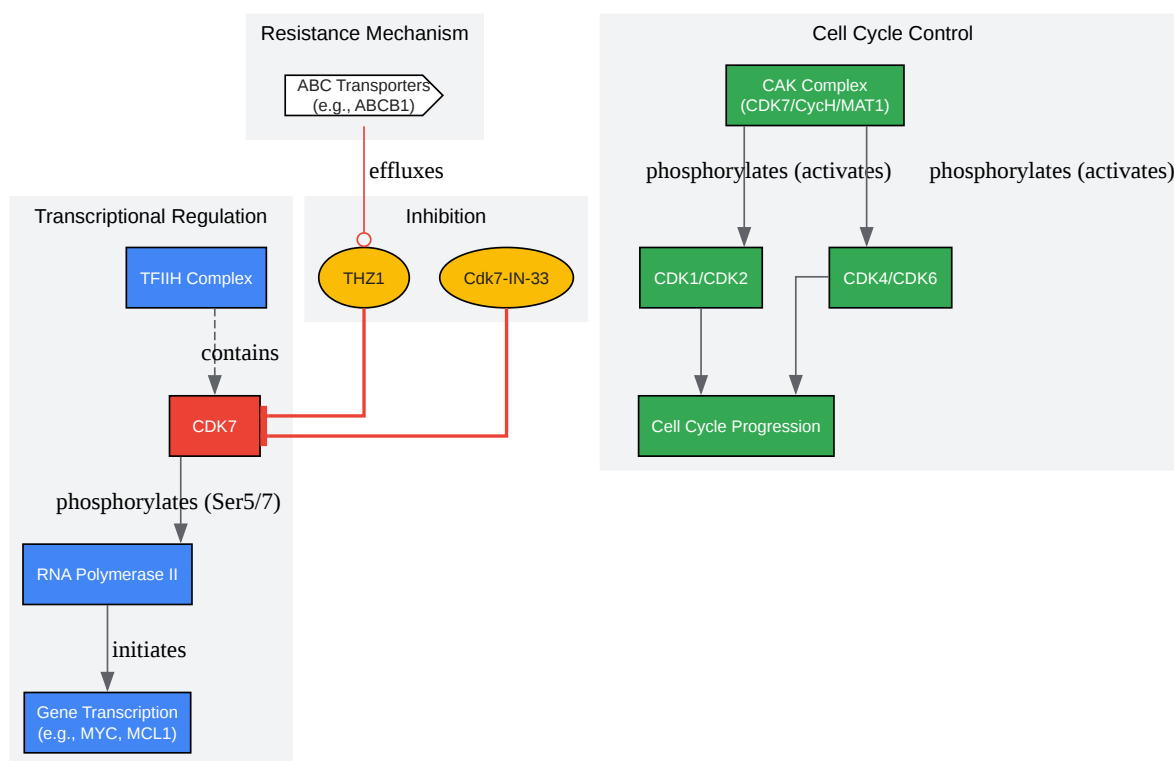 Resistance Mechanism
ABC Transporters
(e.g., ABCB1)
effluxes
Transcriptional Regulation
TFIIH Complex
contains
CDK7
phosphorylates (Ser5/7)
RNA Polymerase II
initiates
Gene Transcription
(e.g., MYC, MCL1)
Inhibition
THZ1
Cdk7-IN-33
Cell Cycle Control
CAK Complex
(CDK7/CycH/MAT1)
phosphorylates (activates)
phosphorylates (activates)
CDK1/CDK2
CDK4/CDK6
Cell Cycle Progression